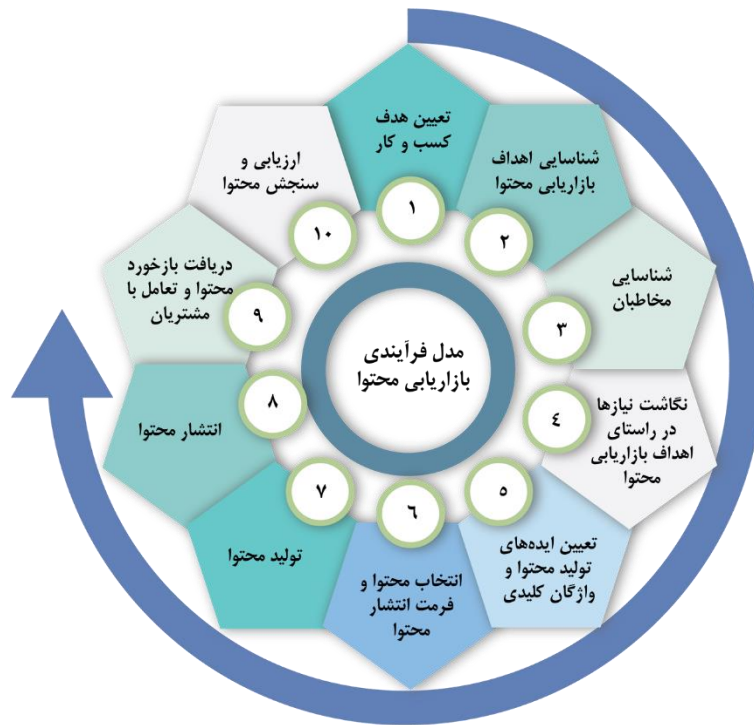 مدل فرآیندی
بازاریابی محتوا
۱
تعیین هدف
کسب و کار
۲
شناسایی اهداف
بازاریابی محتوا
۳
شناسایی
مخاطبان
٤
نگاشت نیازها
در راستای
اهداف بازاریابی
محتوا
۵
تعیین ایده‌های
تولید محتوا و
واژگان کلیدی
٦
انتخاب محتوا و
فرمت انتشار
محتوا
۷
تولید محتوا
۸
انتشار محتوا
۹
دریافت بازخورد
محتوا و تعامل با
مشتریان
۱۰
ارزیابی و
سنجش محتوا